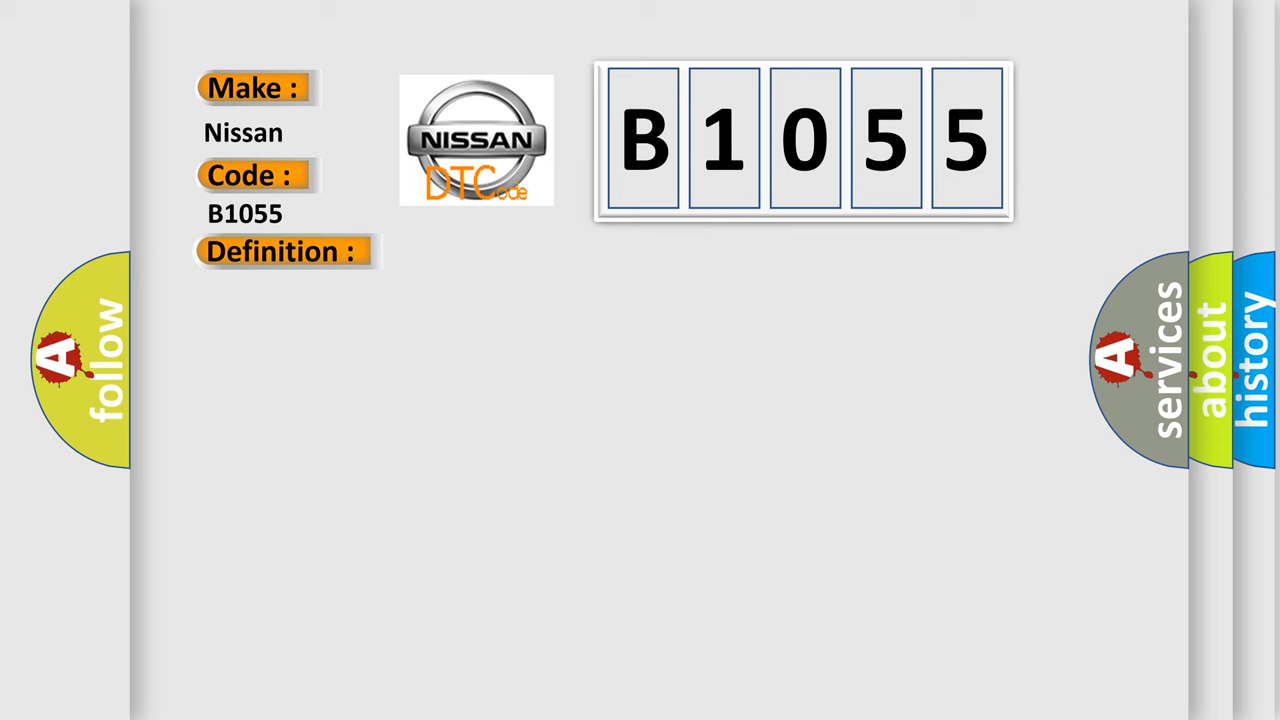 Make :
Nissan
Code :
B1055
Definition :
NISSAN
DTCode
B 1 0 5 5
A
follow
A
services
about
history